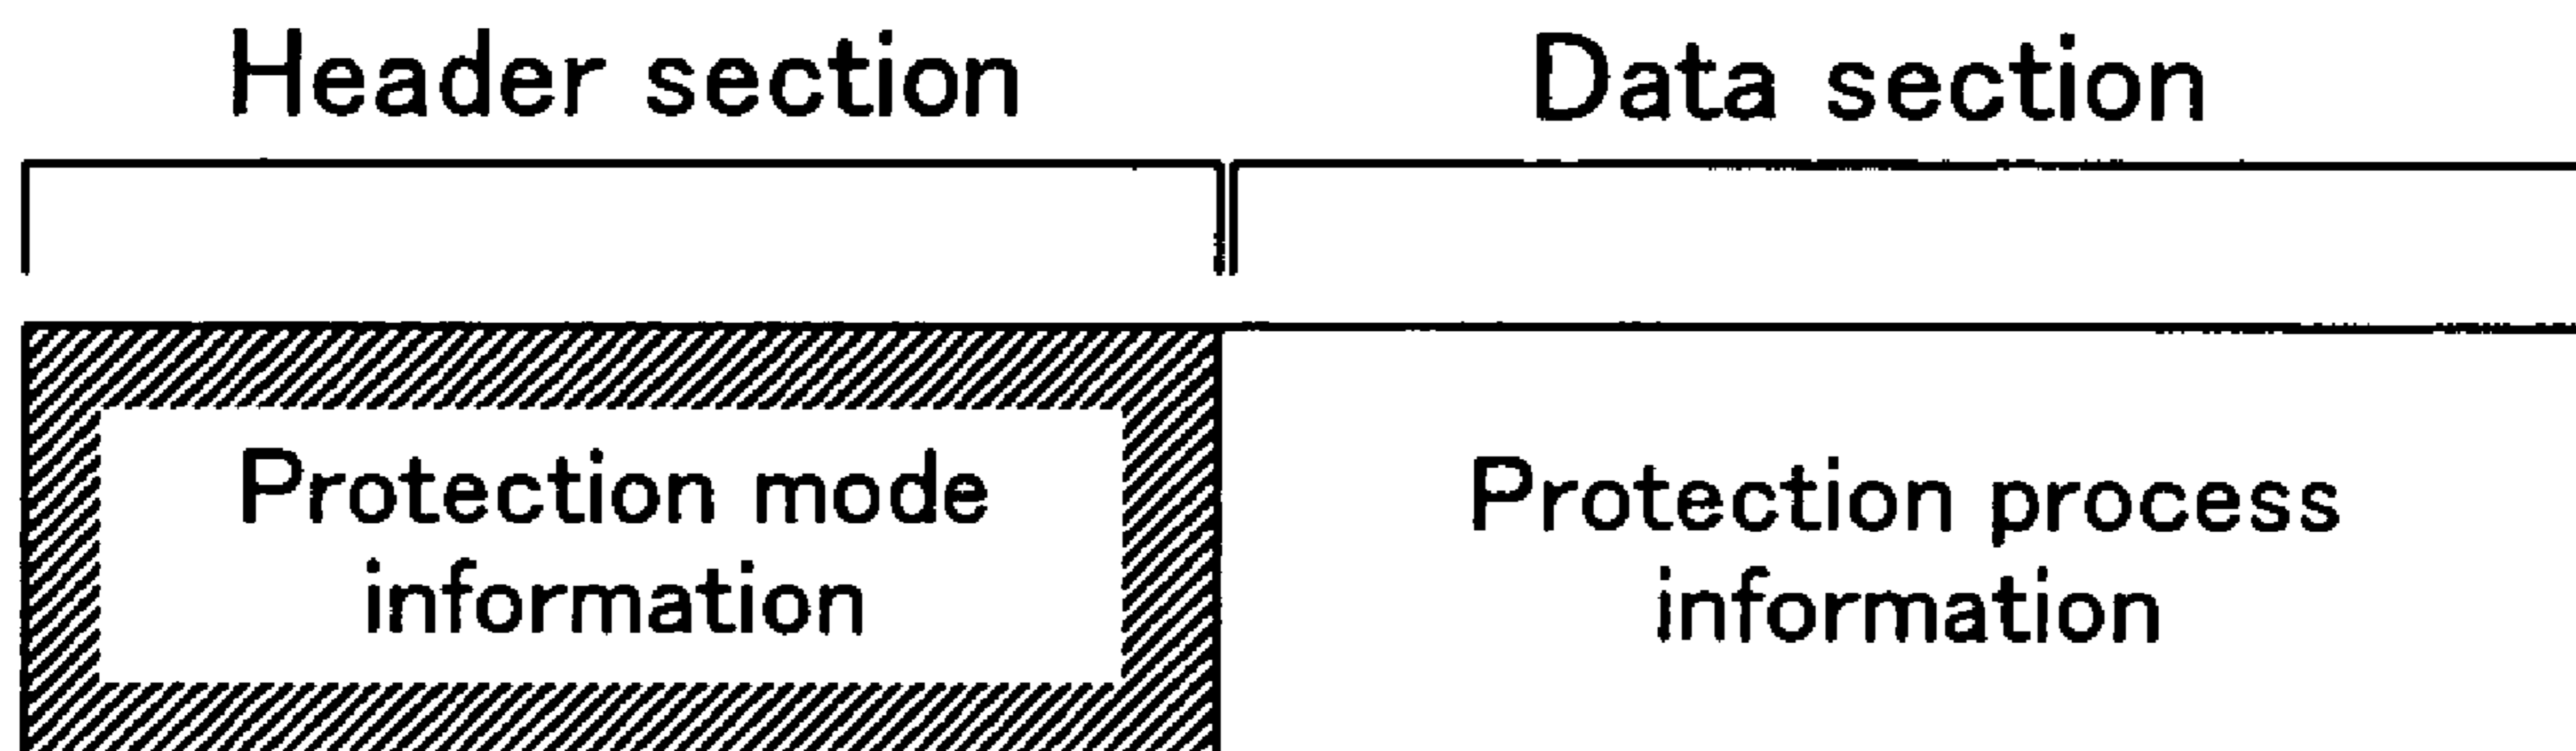 Header section
Data section
Protection mode
information
Protection process
information